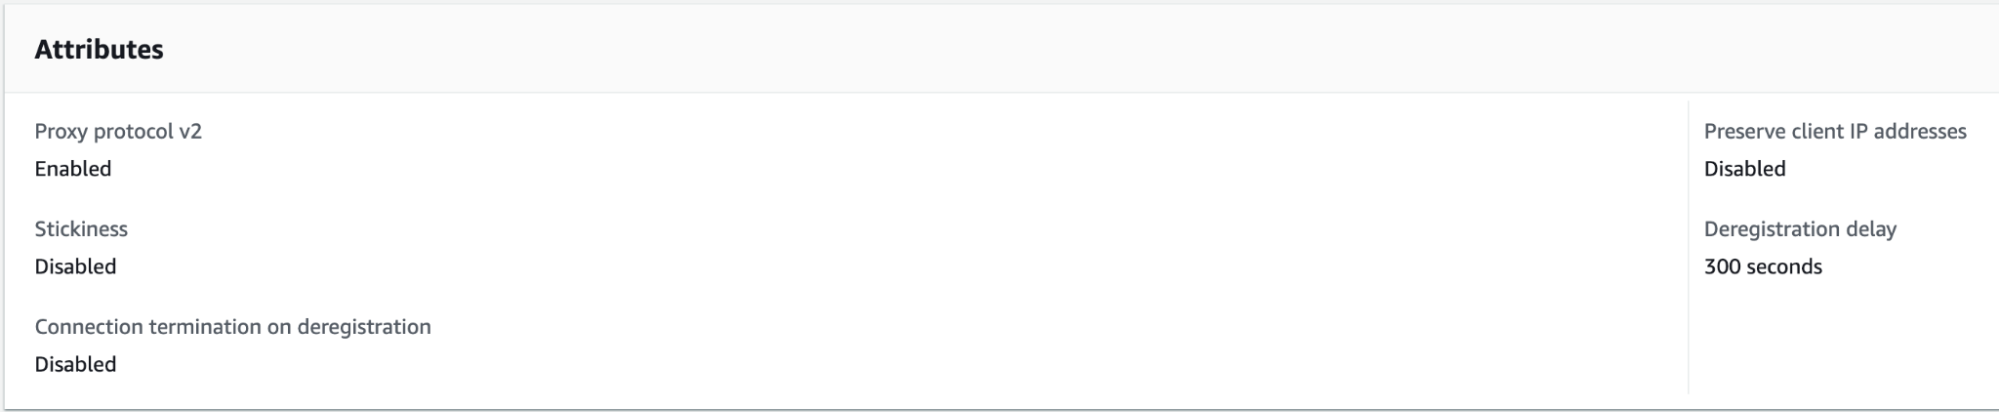 Attributes
Proxy protocol v2
Enabled
Stickiness
Disabled
Connection termination on deregistration
Disabled
Preserve client IP addresses
Disabled
Deregistration delay
300 seconds